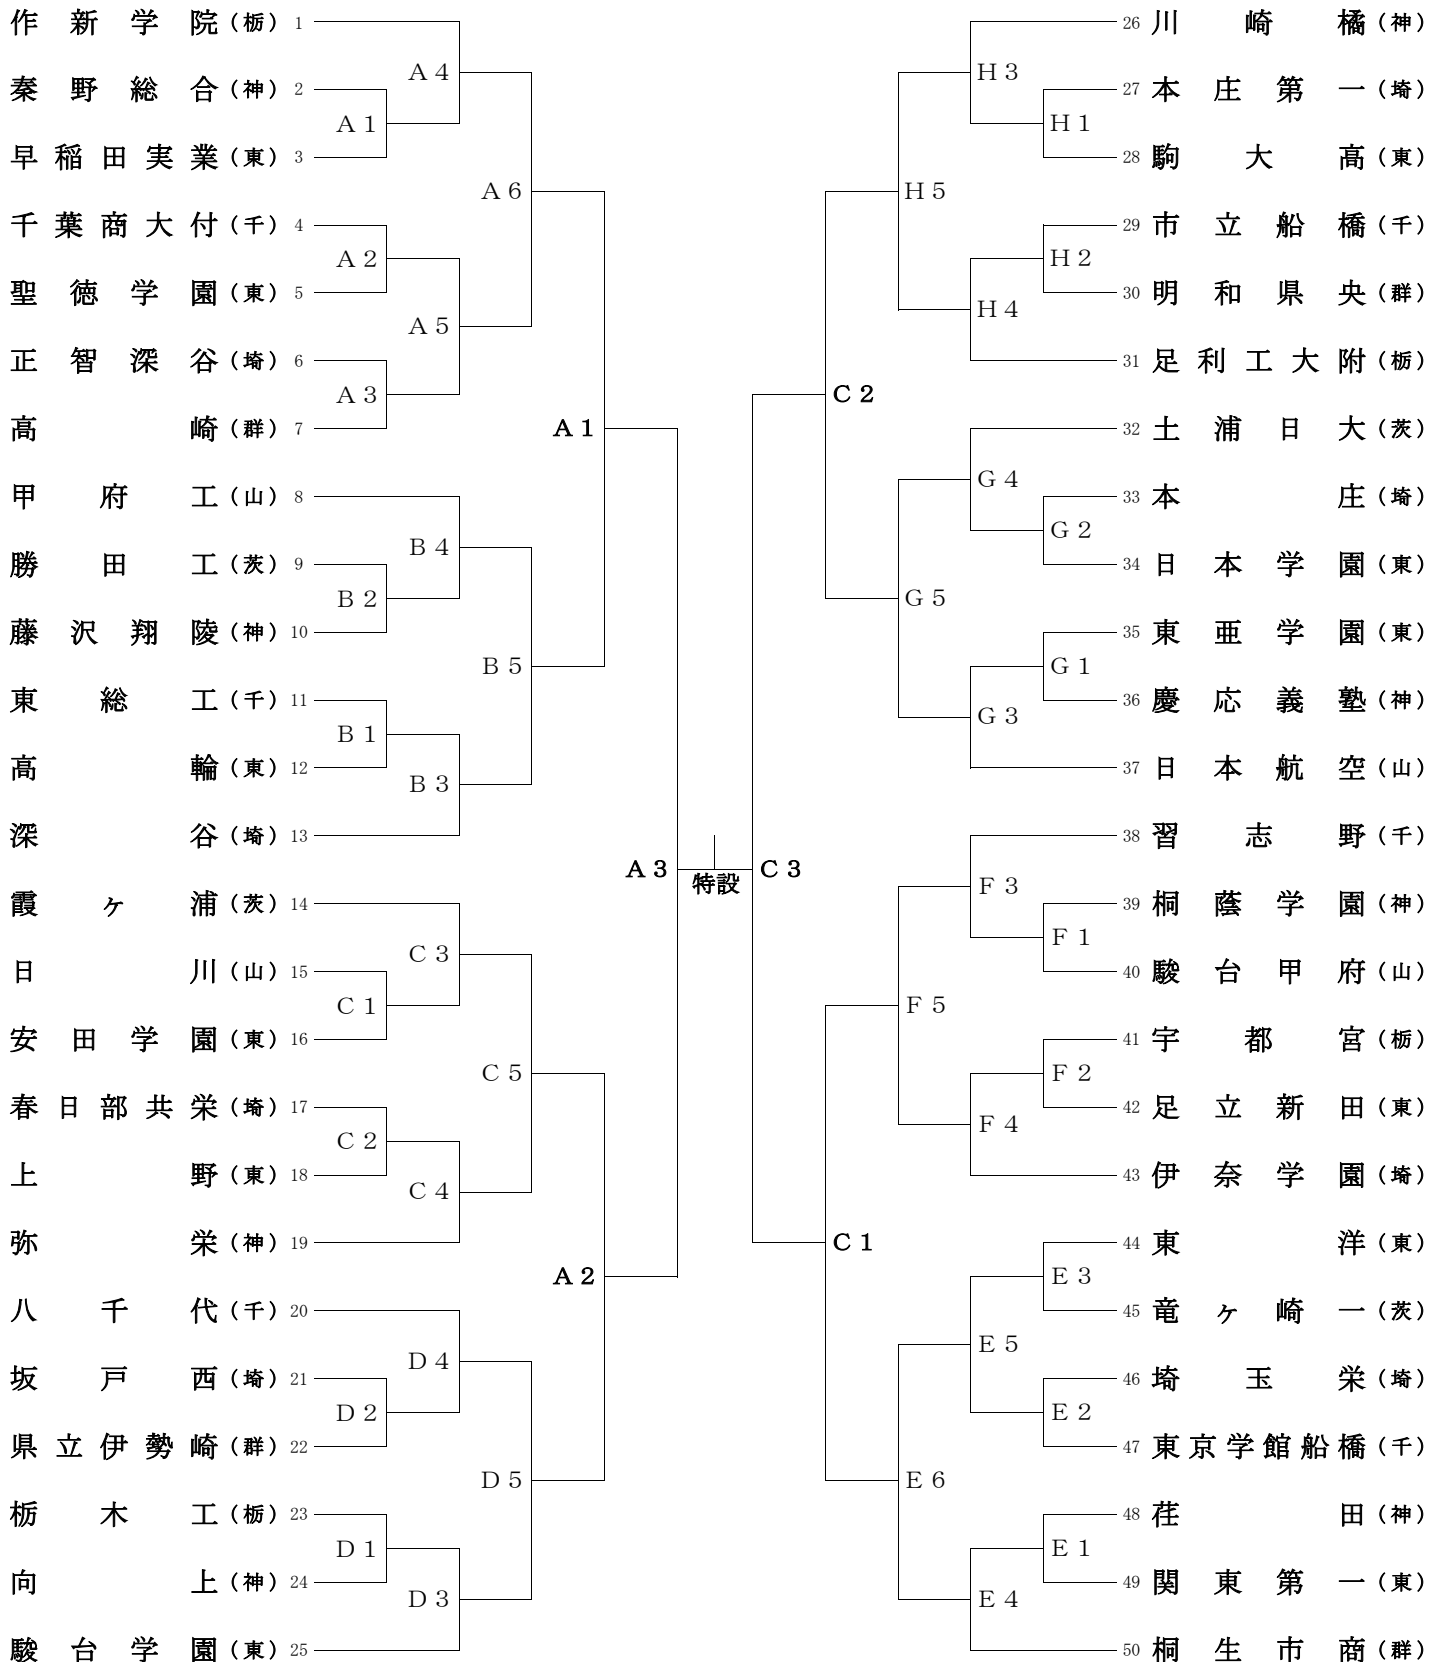 作新学院（栃） 1
秦野総合（神） 2
早稲田実業（東） 3
千葉商大付（千） 4
聖徳学園（東） 5
正智深谷（埼） 6
高崎（群） 7
甲府工（山） 8
勝田工（茨） 9
藤沢翔陵（神） 10
東総工（千） 11
高輪（東） 12
深谷（埼） 13
霞ヶ浦（茨） 14
日川（山） 15
安田学園（東） 16
春日部共栄（埼） 17
上野（東） 18
弥栄（神） 19
八千代（千） 20
坂戸西（埼） 21
県立伊勢崎（群） 22
栃木工（栃） 23
向上（神） 24
駿台学園（東） 25
A4
A1
A6
A2
A5
A3
A1
B4
B2
B5
B1
B3
A3
C3
C1
C5
C2
C4
A2
D4
D2
D5
D1
D3
特設
H3
H1
H5
H2
H4
C2
G4
G2
G5
G1
G3
C3
F3
F1
F5
F2
F4
C1
E3
E5
E2
E6
E1
E4
26 川崎橘（神）
27 本庄第一（埼）
28 駒大高（東）
29 市立船橋（千）
30 明和県央（群）
31 足利工大附（栃）
32 土浦日大（茨）
33 本庄（埼）
34 日本学園（東）
35 東亜学園（東）
36 慶応義塾（神）
37 日本航空（山）
38 習志野（千）
39 桐蔭学園（神）
40 駿台甲府（山）
41 宇都宮（栃）
42 足立新田（東）
43 伊奈学園（埼）
44 東洋（東）
45 竜ヶ崎一（茨）
46 埼玉栄（埼）
47 東京学館船橋（千）
48 荏田（神）
49 関東第一（東）
50 桐生市商（群）